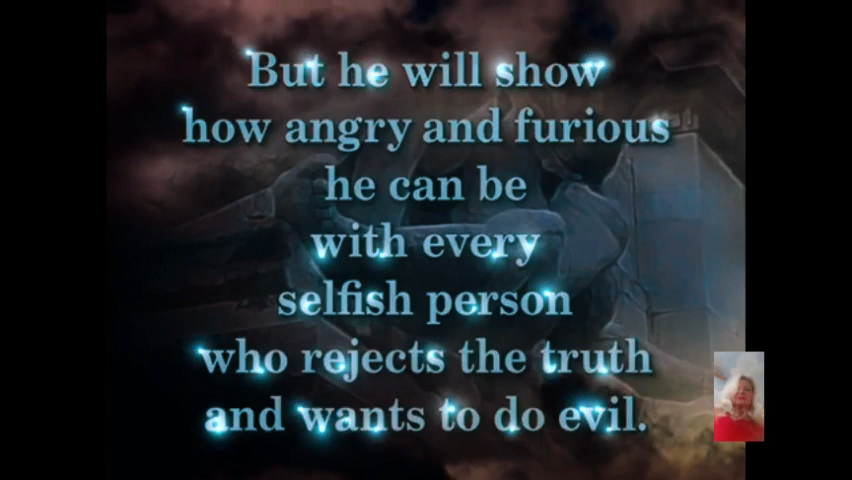 But he will show
how angry and furious
he can be
with every
selfish person
who rejects the truth
and wants to do evil.